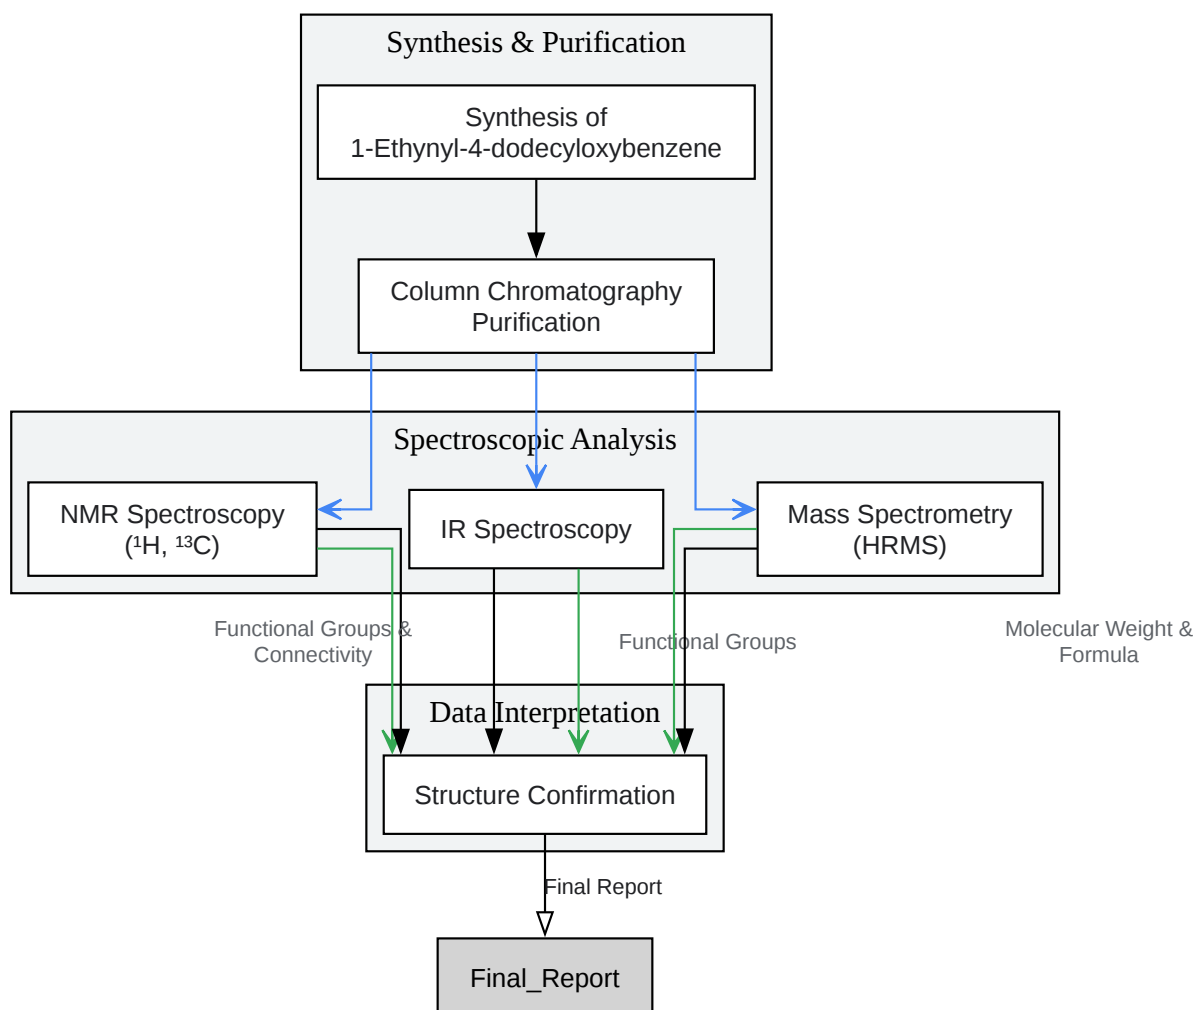 Synthesis & Purification
Synthesis of
1-Ethynyl-4-dodecyloxybenzene
Column Chromatography
Purification
Spectroscopic Analysis
NMR Spectroscopy
(¹H, ¹³C)
IR Spectroscopy
Mass Spectrometry
(HRMS)
Functional Groups &
Connectivity
Functional Groups
Molecular Weight &
Formula
Data Interpretation
Structure Confirmation
Final Report
Final_Report